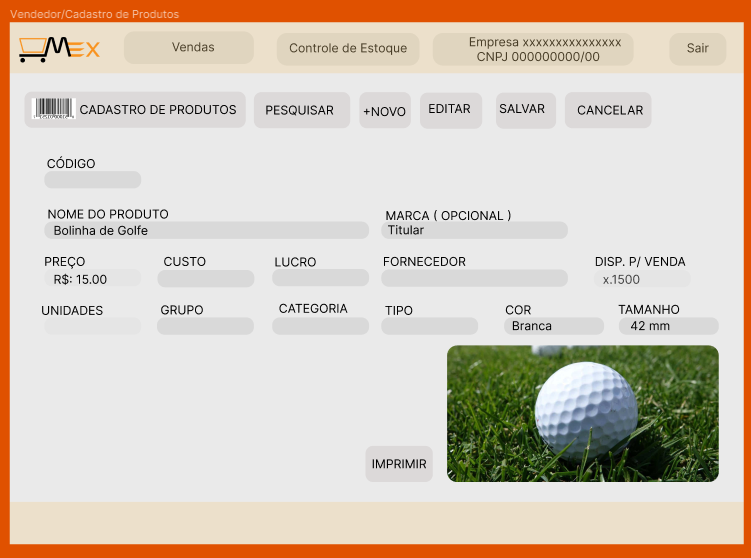 Vendedor/Cadastro de Produtos
MEX
Vendas
Controle de Estoque
Empresa xxxxxxxxxxxxxxx
CNPJ 000000000/00
Sair
CADASTRO DE PRODUTOS
PESQUISAR
+NOVO
EDITAR
SALVAR
CANCELAR
CÓDIGO
NOME DO PRODUTO
MARCA ( OPCIONAL )
Bolinha de Golfe
Titular
PREÇO
CUSTO
LUCRO
FORNECEDOR
DISP. P/ VENDA
R$: 15.00
x.1500
UNIDADES
GRUPO
CATEGORIA
TIPO
COR
TAMANHO
Branca
42 mm
IMPRIMIR